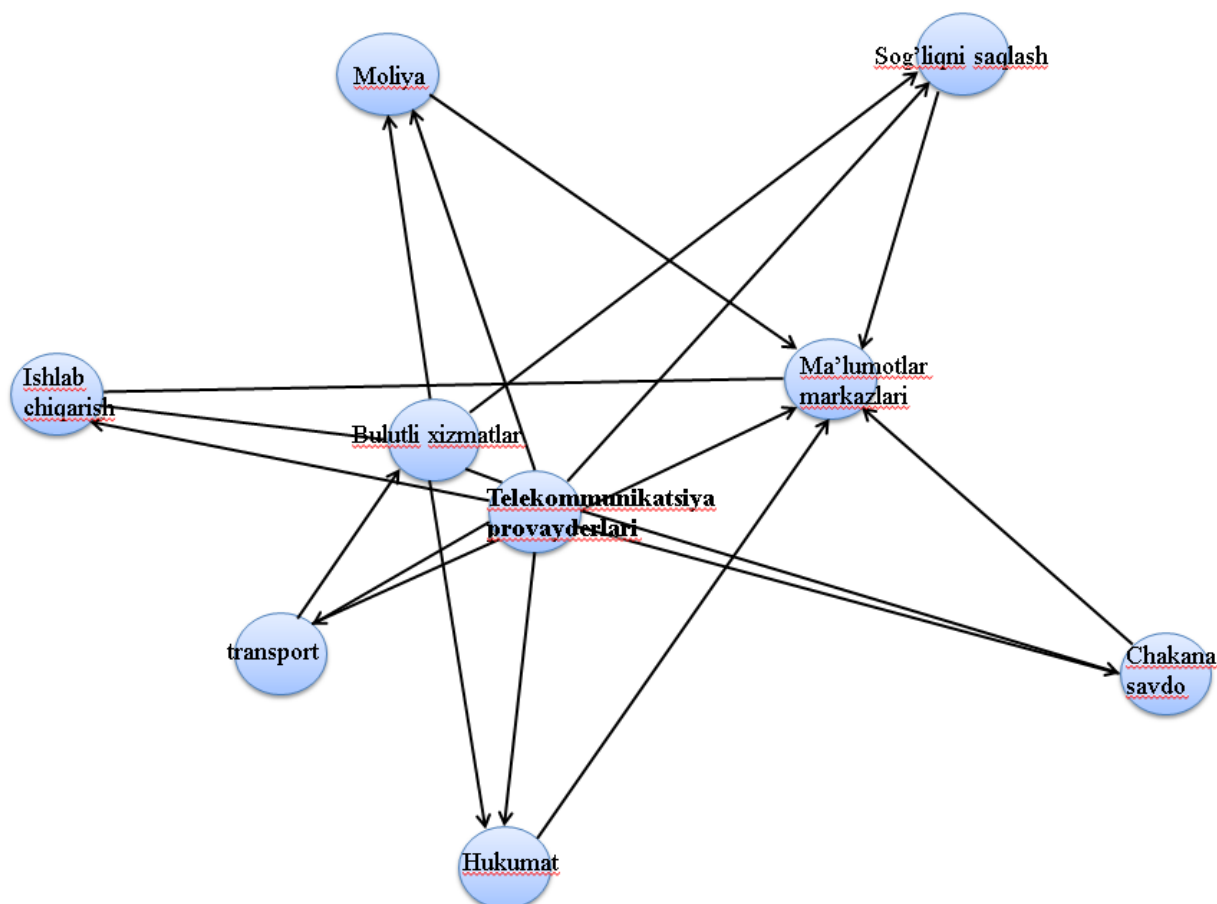 Moliya
Sog’liqni saqlash
Ishlab
chiqarish
Ma’lumotlar
markazlari
Bulutli xizmatlar
Telekommunikatsiya
provayderlari
transport
Chakana
savdo
Hukumat